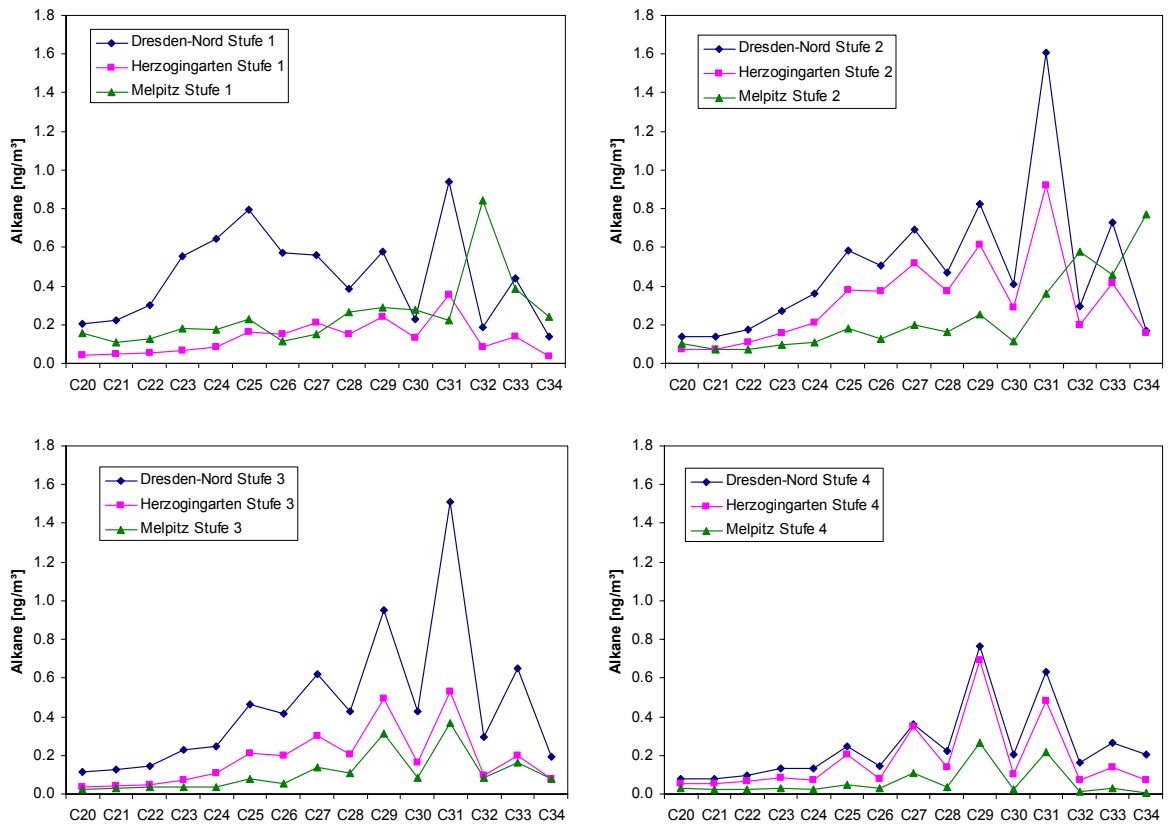 Alkane [ng/m³]
1.8
1.6
1.4
1.2
1.0
0.8
0.6
0.4
0.2
0.0
Dresden-Nord Stufe 1
Herzogingarten Stufe 1
Melpitz Stufe 1
C20 C21 C22 C23 C24 C25 C26 C27 C28 C29 C30 C31 C32 C33 C34
Alkane [ng/m³]
1.8
1.6
1.4
1.2
1.0
0.8
0.6
0.4
0.2
0.0
Dresden-Nord Stufe 2
Herzogingarten Stufe 2
Melpitz Stufe 2
C20 C21 C22 C23 C24 C25 C26 C27 C28 C29 C30 C31 C32 C33 C34
Alkane [ng/m³]
1.8
1.6
1.4
1.2
1.0
0.8
0.6
0.4
0.2
0.0
Dresden-Nord Stufe 3
Herzogingarten Stufe 3
Melpitz Stufe 3
C20 C21 C22 C23 C24 C25 C26 C27 C28 C29 C30 C31 C32 C33 C34
Alkane [ng/m³]
1.8
1.6
1.4
1.2
1.0
0.8
0.6
0.4
0.2
0.0
Dresden-Nord Stufe 4
Herzogingarten Stufe 4
Melpitz Stufe 4
C20 C21 C22 C23 C24 C25 C26 C27 C28 C29 C30 C31 C32 C33 C34